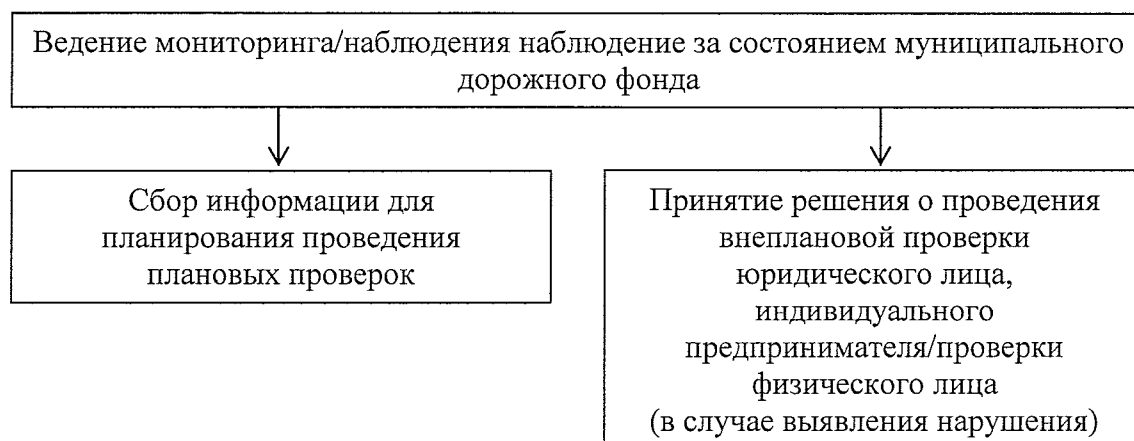 Ведение мониторинга/наблюдения наблюдение за состоянием муниципального
дорожного фонда
Сбор информации для
планирования проведения
плановых проверок
Принятие решения о проведения
внеплановой проверки
юридического лица,
индивидуального
предпринимателя/проверки
физического лица
(в случае выявления нарушения)